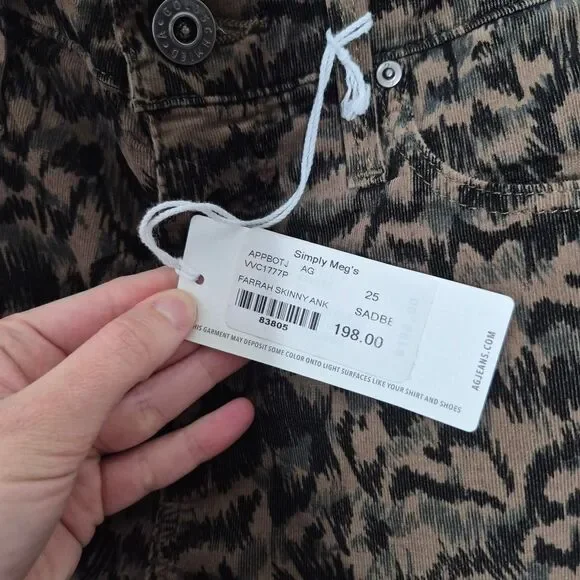 Simply Meg's
APPBOTJ AG
VVC1777P
25
FARRAH SKINNY ANK
SADBE
83805
198.00
THIS GARMENT MAY DEPOSIT SOME COLOR ONTO LIGHT SURFACES LIKE YOUR SHIRT AND SHOES
AGJEANS.COM